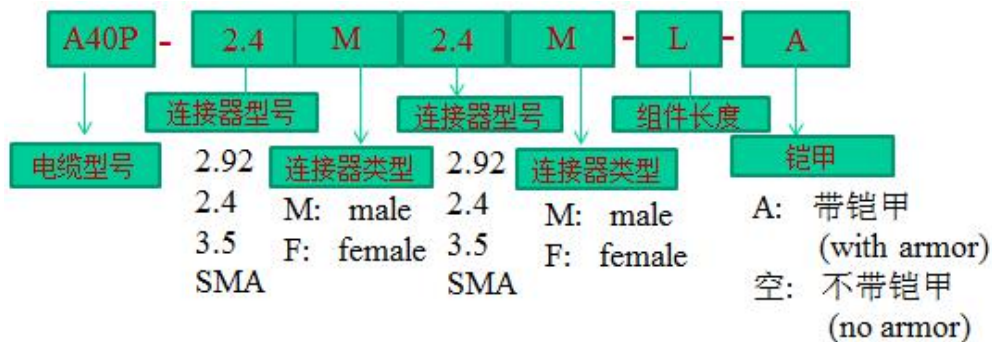 A40P - 2.4 M 2.4 M - L - A
连接器型号 连接器型号 组件长度
电缆型号 连接器类型 连接器类型 铠甲
2.92 2.92
2.4 M: male 2.4 M: male A: 带铠甲
3.5 F: female 3.5 F: female (with armor)
SMA SMA 空: 不带铠甲
(no armor)